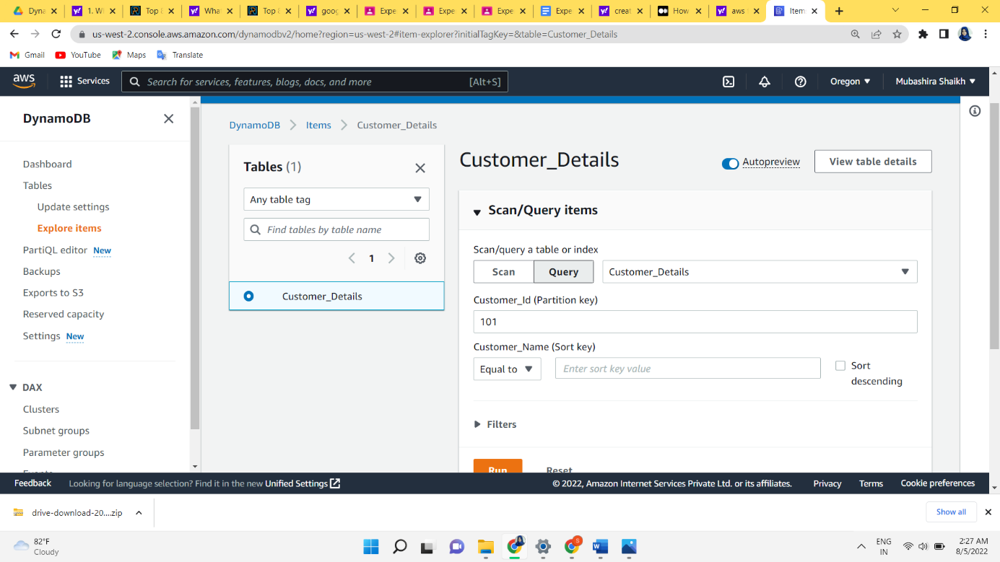 Dyna
1. Wl
Top 8
Wha
Top 8
goog
Expe
Expe
Expe
Expe
creat
How
aws
Item
us-west-2.console.aws.amazon.com/dynamodbv2/home?region=us-west-2#item-explorer?initialTagKey=&table=Customer_Details
Gmail YouTube Maps Translate
aws Services Search for services, features, blogs, docs, and more [Alt+S] Oregon Mubashira Shaikh
DynamoDB
Dashboard
Tables
Update settings
Explore items
PartiQL editor New
Backups
Exports to S3
Reserved capacity
Settings New
DAX
Clusters
Subnet groups
Parameter groups
DynamoDB Items Customer_Details
Tables (1)
Any table tag
Find tables by table name
1
Customer_Details
Customer_Details
Autopreview
View table details
Scan/Query items
Scan/query a table or index
Scan Query Customer_Details
Customer_Id (Partition key)
101
Customer_Name (Sort key)
Equal to Enter sort key value
Sort
descending
Filters
Run Reset
Feedback Looking for language selection? Find it in the new Unified Settings © 2022, Amazon Internet Services Private Ltd. or its affiliates. Privacy Terms Cookie preferences
drive-download-20....zip
Show all
82°F
Cloudy
S
ENG
IN
2:27 AM
8/5/2022